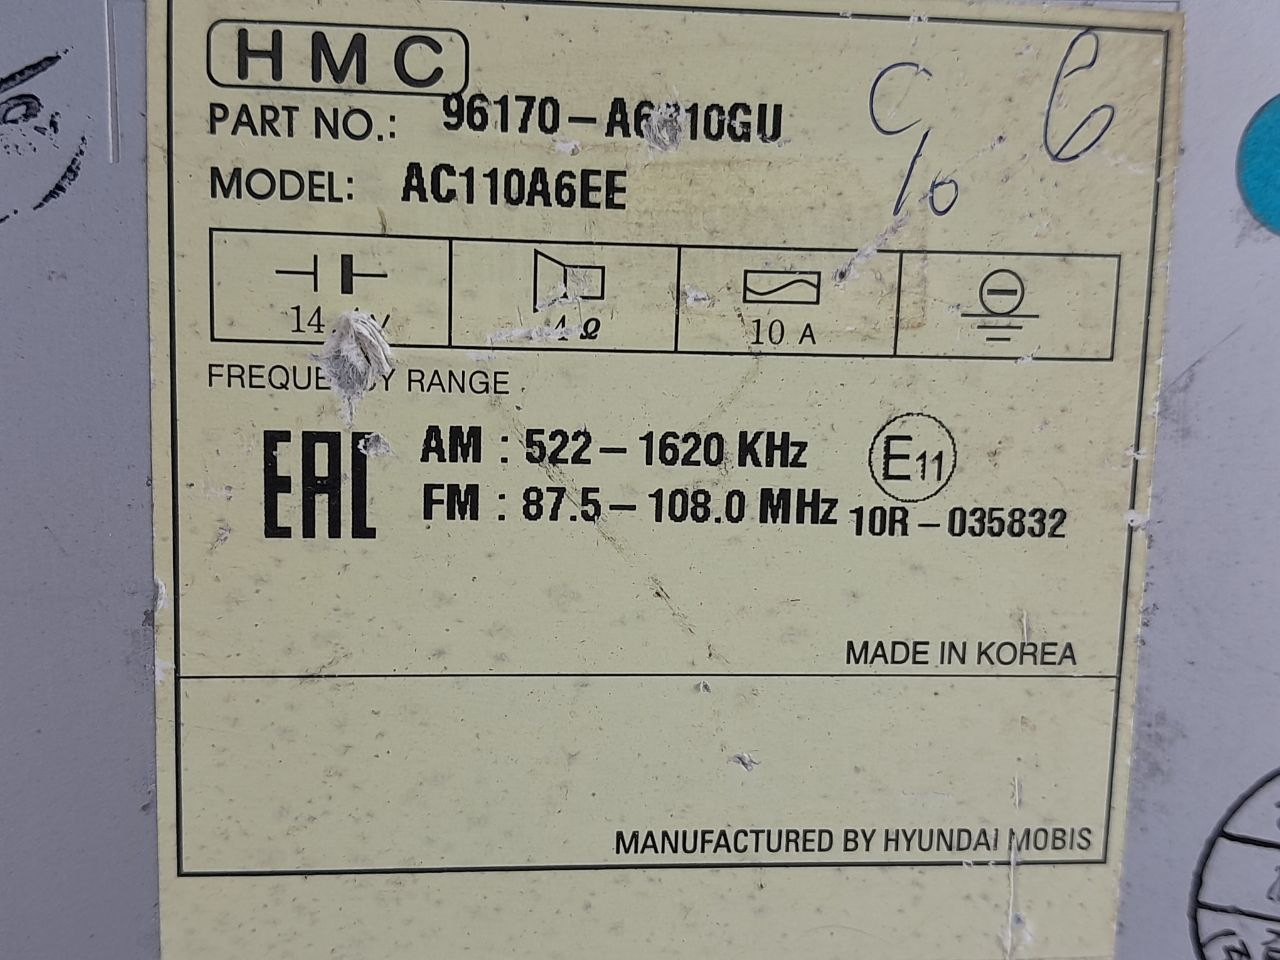 HMC
PART NO.:
MODEL: AC110A6EE
4 Ω
10 A
RANGE
EAC
AM : 522-1620 KHz
FM : 87.5-108.0 MHz
E11
10R-035832
MADE IN KOREA
MANUFACTURED BY HYUNDAI MOBIS